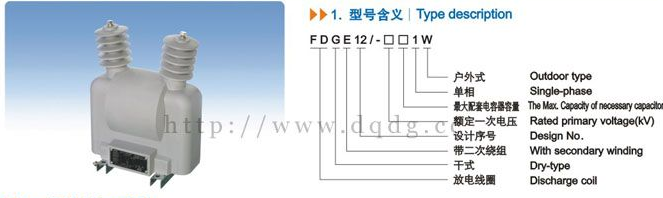 1. 型号含义 | Type description
FDGE12/-□□1W
户外式 Outdoor type
单相 Single-phase
最大配套电容器容量 The Max. Capacity of necessary capacitor
额定一次电压 Rated primary voltage(kV)
设计序号 Design No.
带二次绕组 With secondary winding
干式 Dry-type
放电线圈 Discharge coil
http://www.dqdg.c